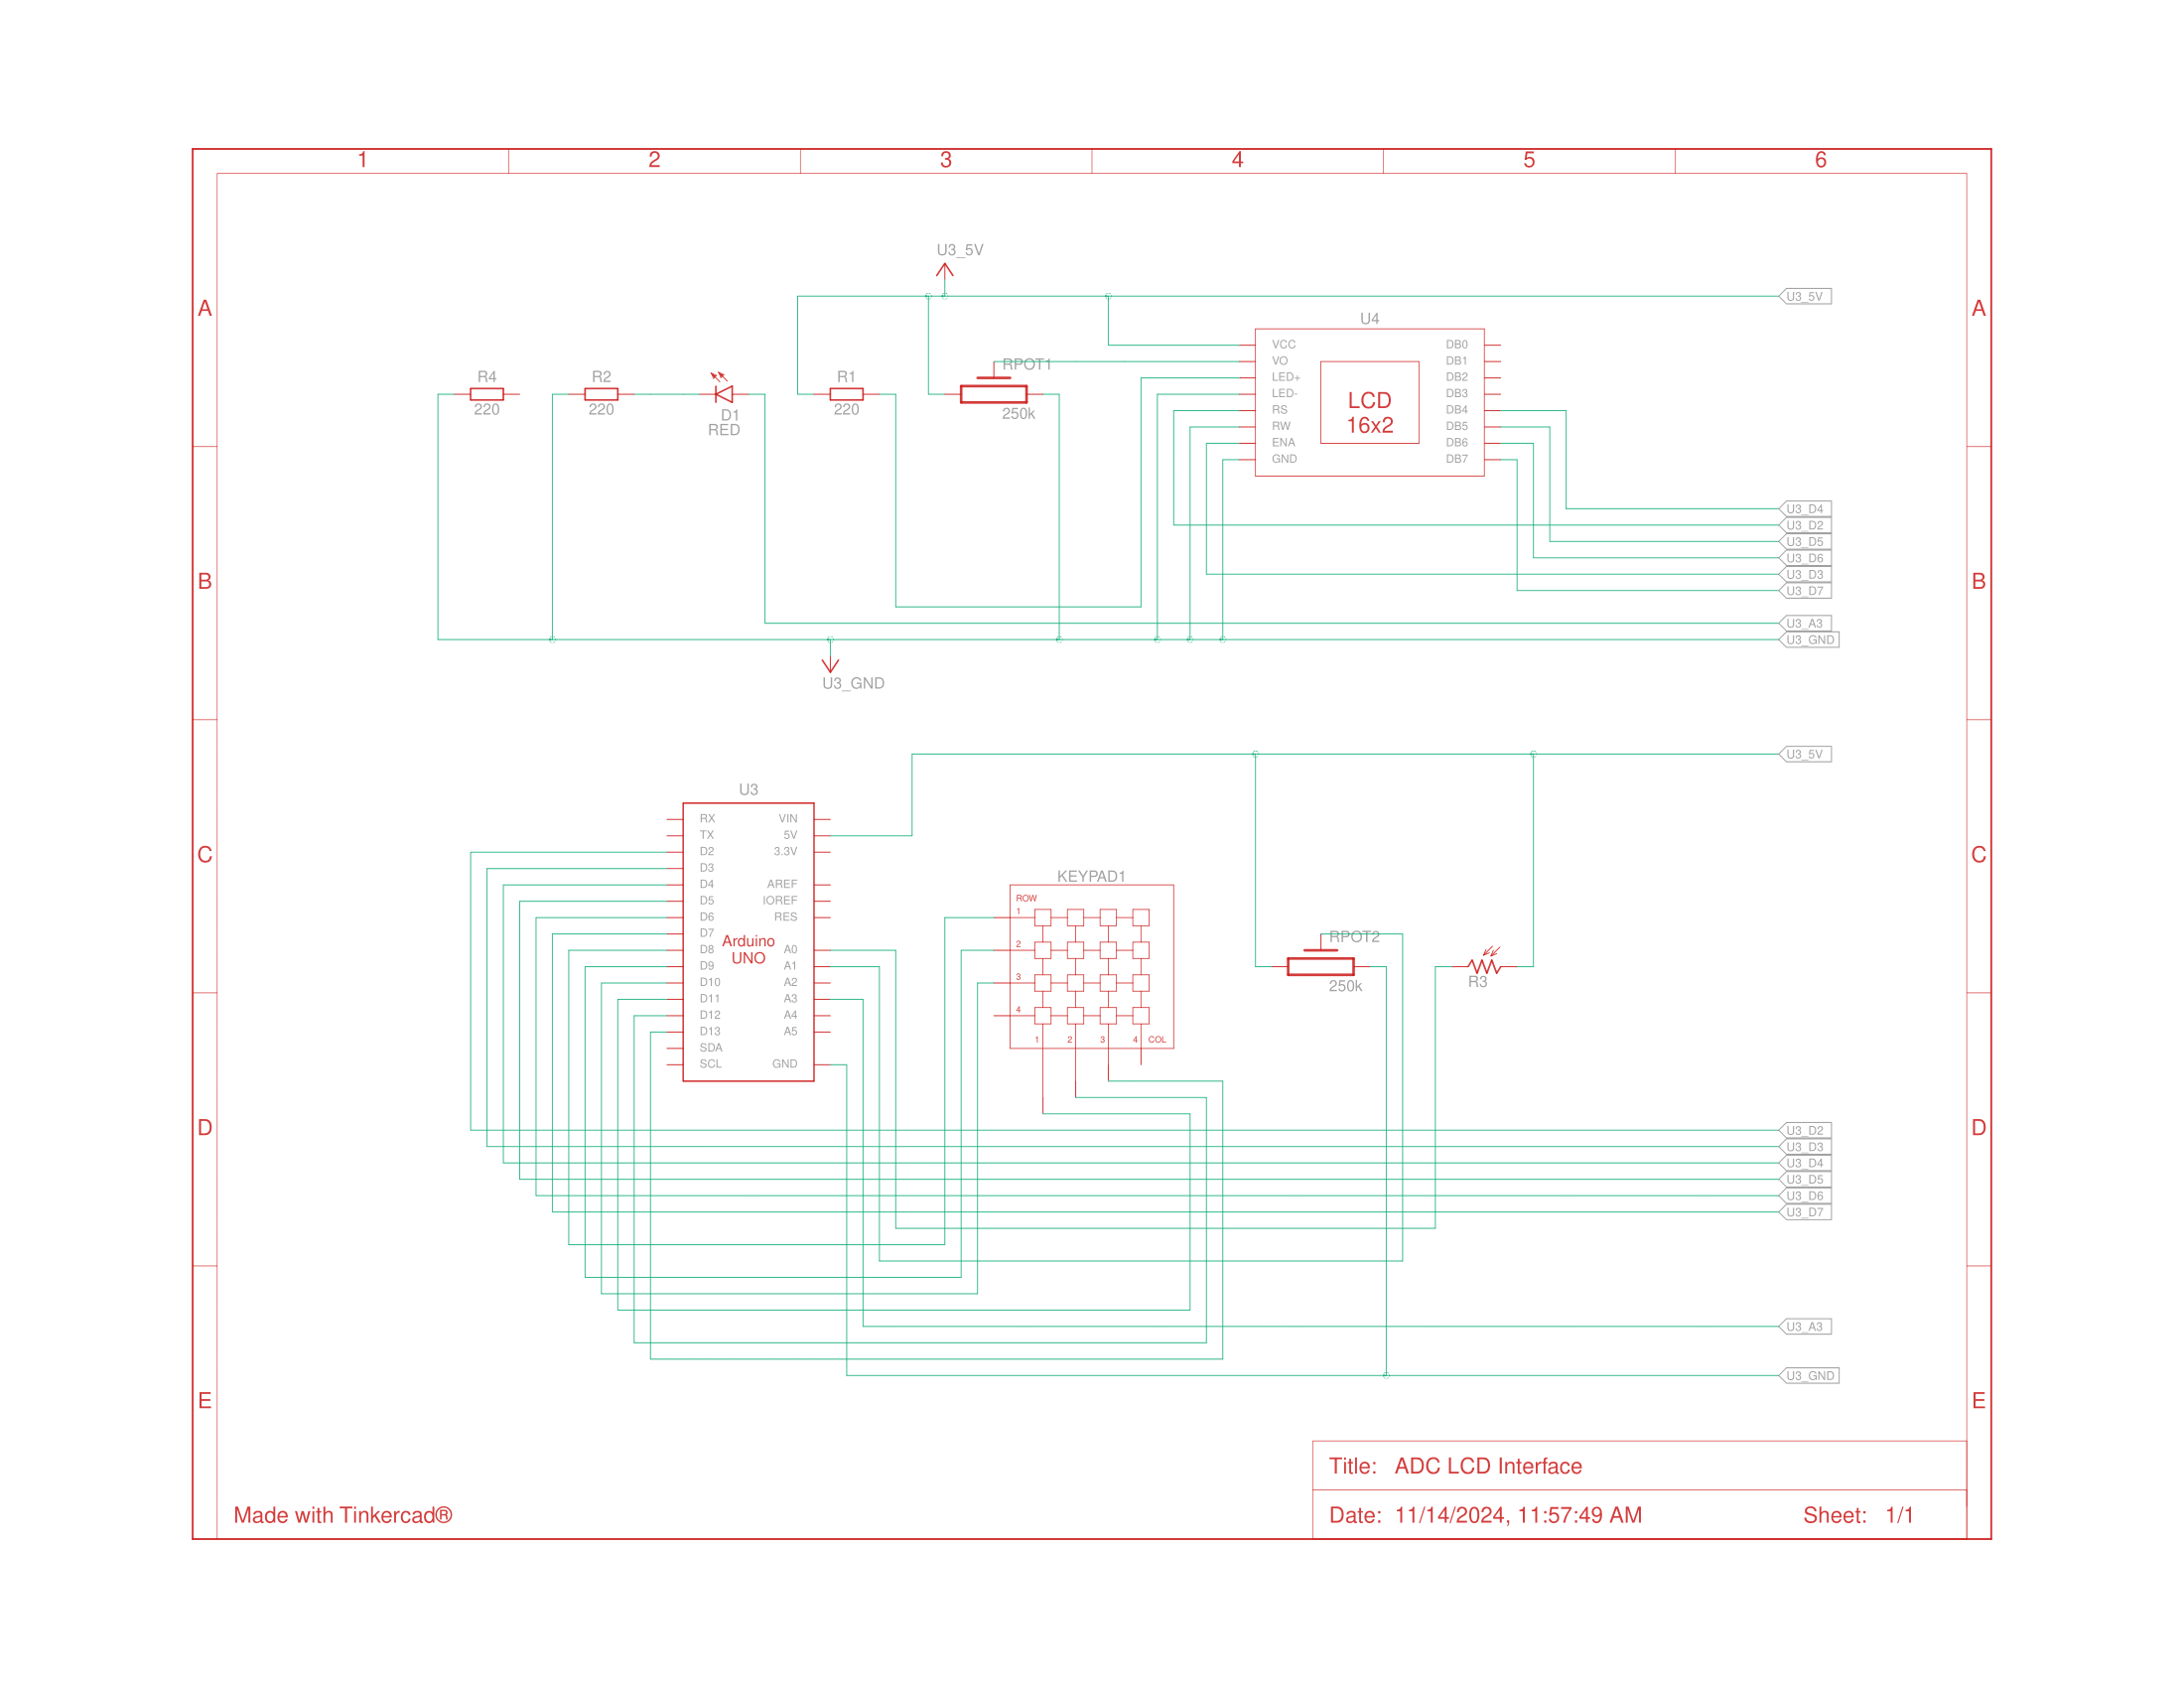 1 2 3 4 5 6
A A
B B
C C
D D
E E
U3_5V
U3_5V
R4
220
R2
220
D1
RED
R1
220
RPOT1
250k
U4
VCC DB0
VO DB1
LED+ DB2
LED- DB3
RS DB4
RW DB5
ENA DB6
GND DB7
LCD
16x2
U3_D4
U3_D2
U3_D5
U3_D6
U3_D3
U3_D7
U3_A3
U3_GND
U3_GND
U3_5V
U3
RX VIN
TX 5V
D2 3.3V
D3
D4 AREF
D5 IOREF
D6 RES
D7
D8 A0
D9 A1
D10 A2
D11 A3
D12 A4
D13 A5
SDA
SCL GND
Arduino
UNO
KEYPAD1
ROW
1
2
3
4
1 2 3 4 COL
RPOT2
250k
R3
U3_D2
U3_D3
U3_D4
U3_D5
U3_D6
U3_D7
U3_A3
U3_GND
Title: ADC LCD Interface
Made with Tinkercad®
Date: 11/14/2024, 11:57:49 AM Sheet: 1/1